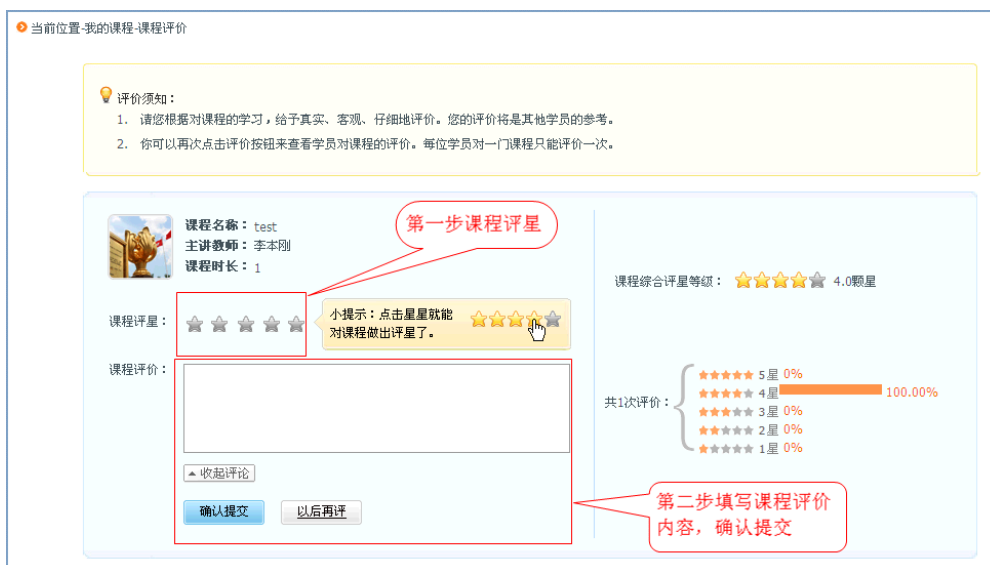 当前位置-我的课程-课程评价
评价须知：
1. 请您根据对课程的学习，给予真实、客观、仔细地评价。您的评价将是其他学员的参考。
2. 你可以再次点击评价按钮来查看学员对课程的评价。每位学员对一门课程只能评价一次。
课程名称：test
主讲教师：李本刚
课程时长：1
第一步课程评星
课程评星：
小提示：点击星星就能
对课程做出评星了。
课程评价：
收起评论
确认提交 以后再评
课程综合评星等级： 4.0颗星
共1次评价：
5星 0%
4星 100.00%
3星 0%
2星 0%
1星 0%
第二步填写课程评价
内容，确认提交